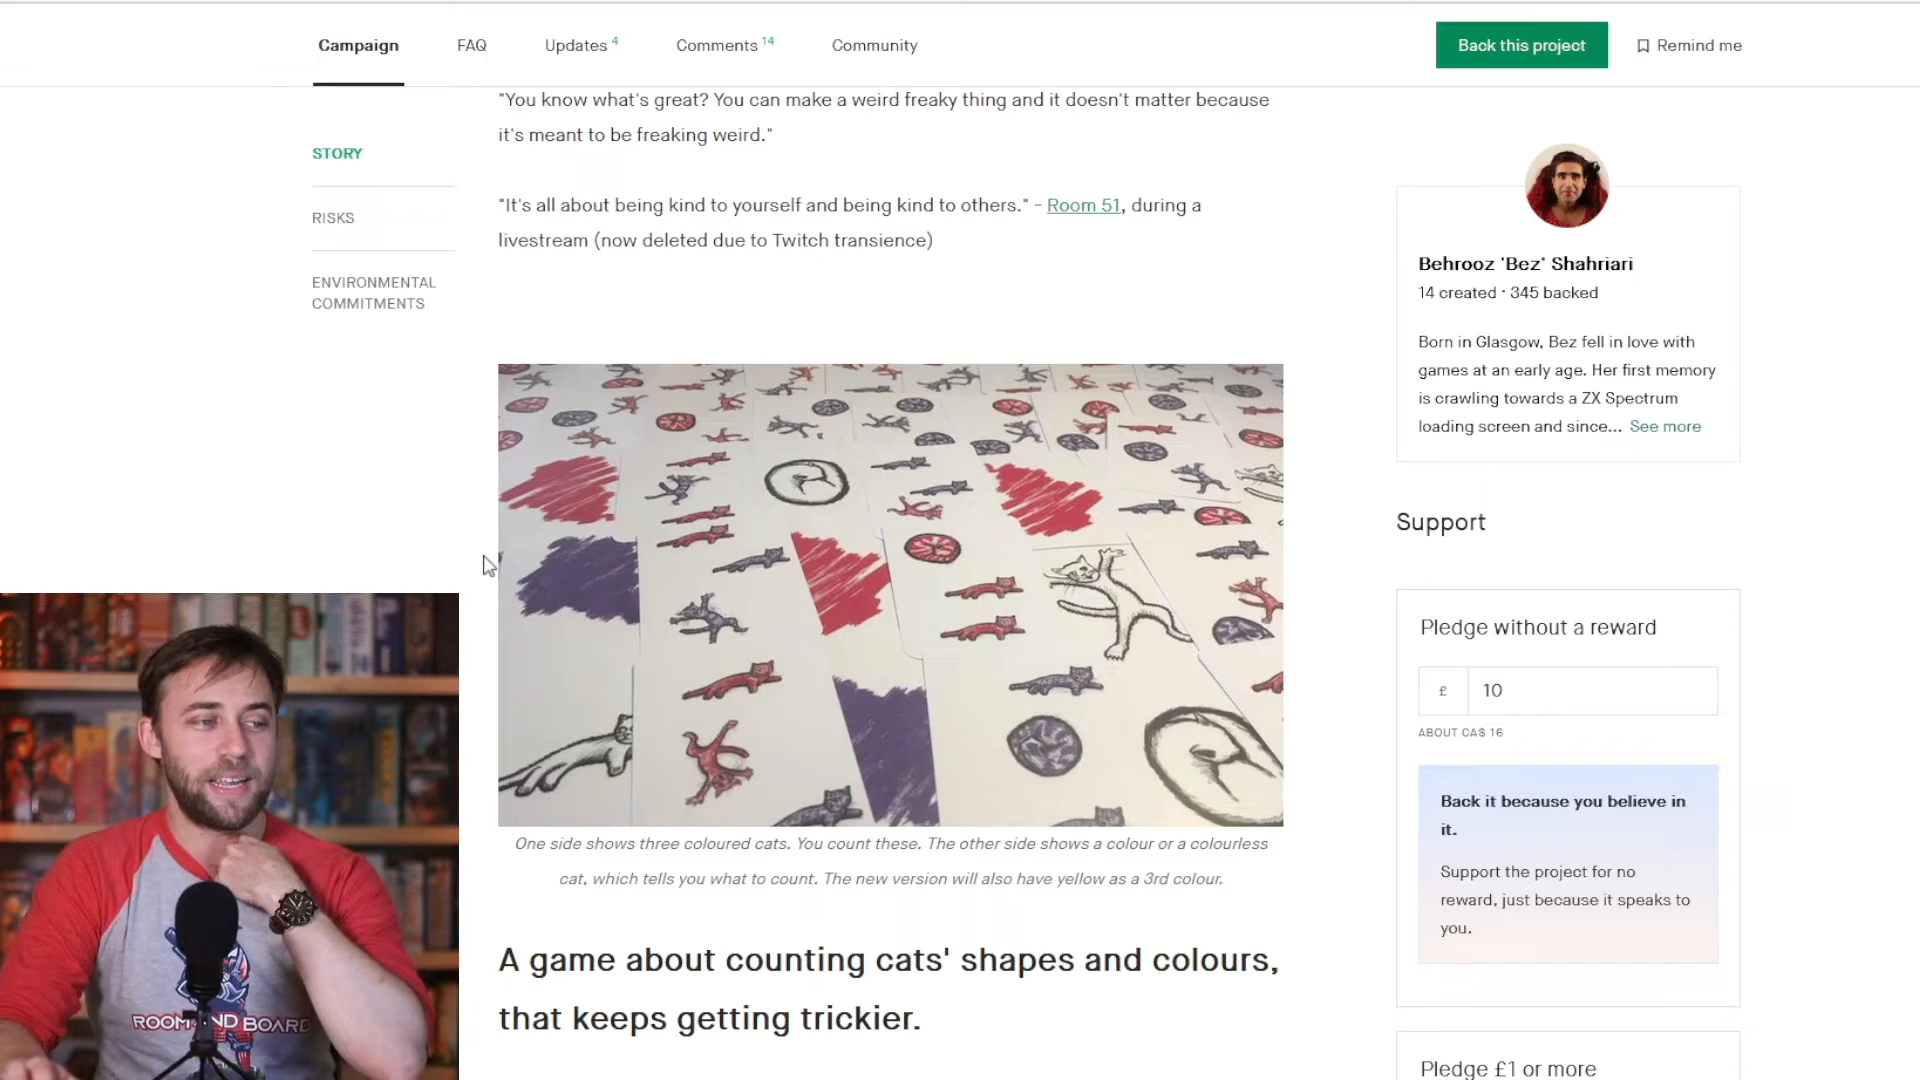 Campaign
FAQ
Updates 4
Comments 14
Community
Back this project
Remind me
STORY
RISKS
ENVIRONMENTAL
COMMITMENTS
"You know what's great? You can make a weird freaky thing and it doesn't matter because
it's meant to be freaking weird."
"It's all about being kind to yourself and being kind to others." - Room 51, during a
livestream (now deleted due to Twitch transience)
One side shows three coloured cats. You count these. The other side shows a colour or a colourless
cat, which tells you what to count. The new version will also have yellow as a 3rd colour.
A game about counting cats' shapes and colours,
that keeps getting trickier.
Behrooz 'Bez' Shahriari
14 created · 345 backed
Born in Glasgow, Bez fell in love with
games at an early age. Her first memory
is crawling towards a ZX Spectrum
loading screen and since... See more
Support
Pledge without a reward
£ 10
ABOUT CA$ 16
Back it because you believe in
it.
Support the project for no
reward, just because it speaks to
you.
Pledge £1 or more
ROOM AND BOARD